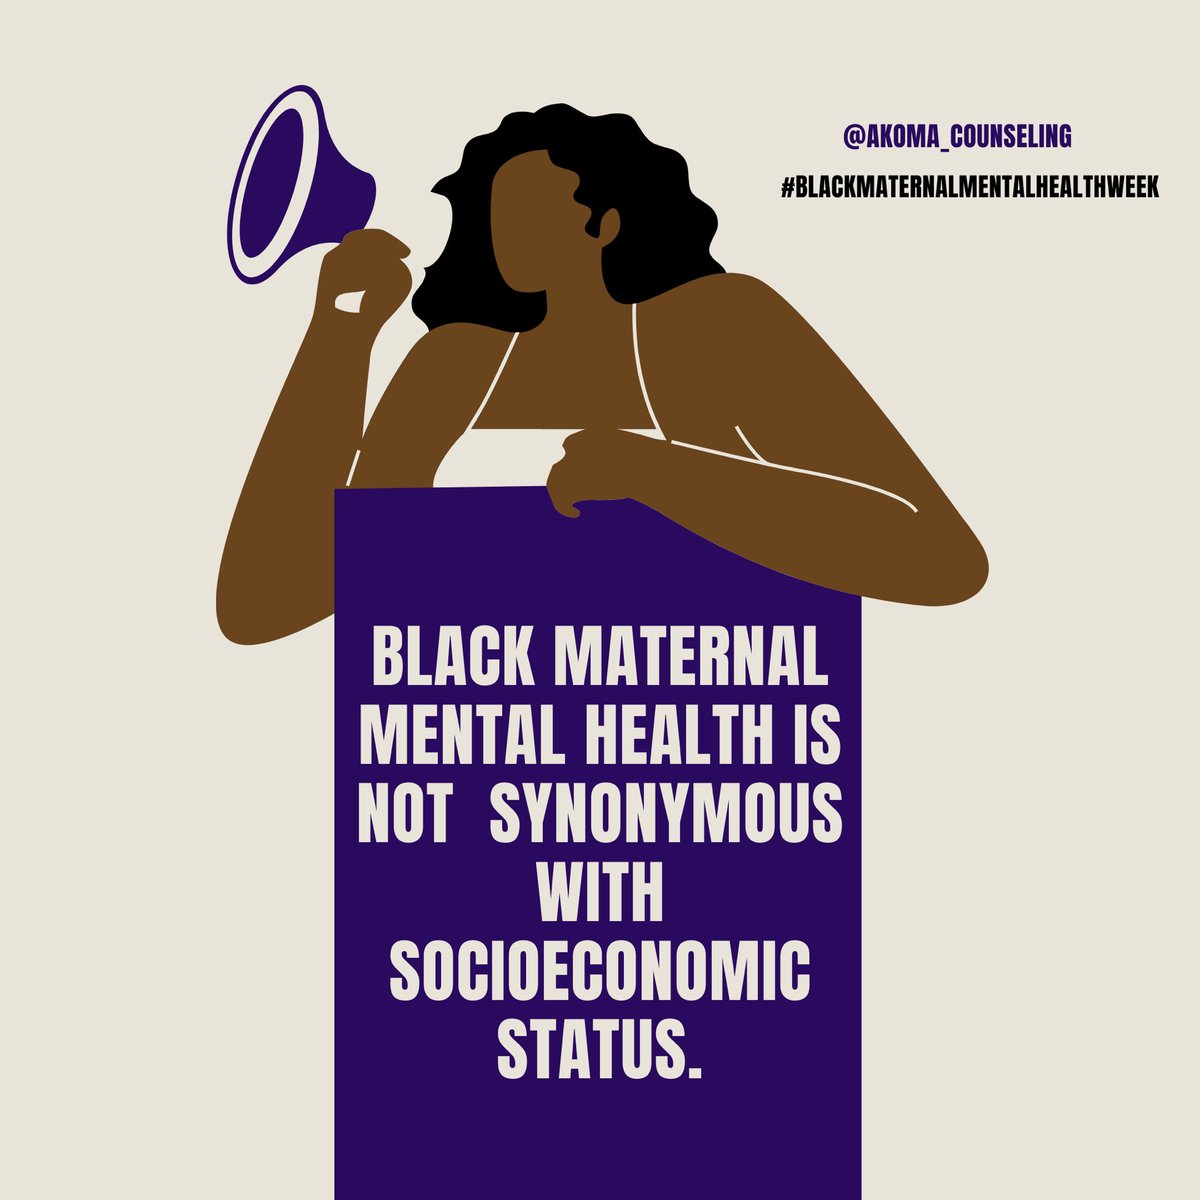 @AKOMA_COUNSELING
#BLACKMATERNALMENTALHEALTHWEEK
BLACK MATERNAL
MENTAL HEALTH IS
NOT SYNONYMOUS
WITH
SOCIOECONOMIC
STATUS.